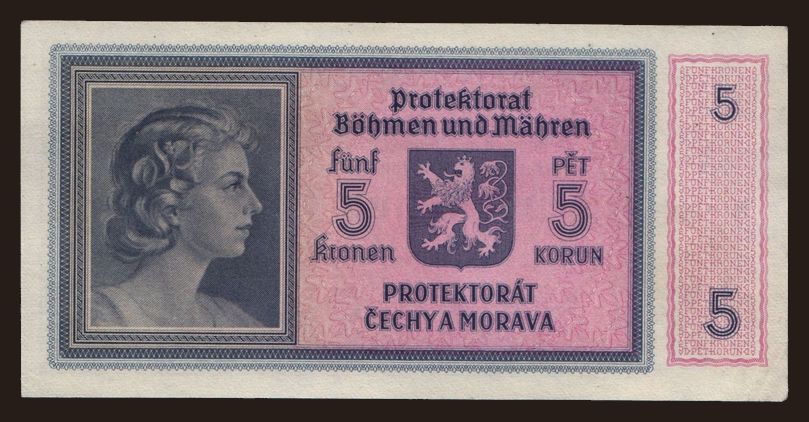 Protektorat
Böhmen und Mähren
fünf
5
Kronen
PĚT
5
KORUN
PROTEKTORÁT
ČECHY A MORAVA
5
5